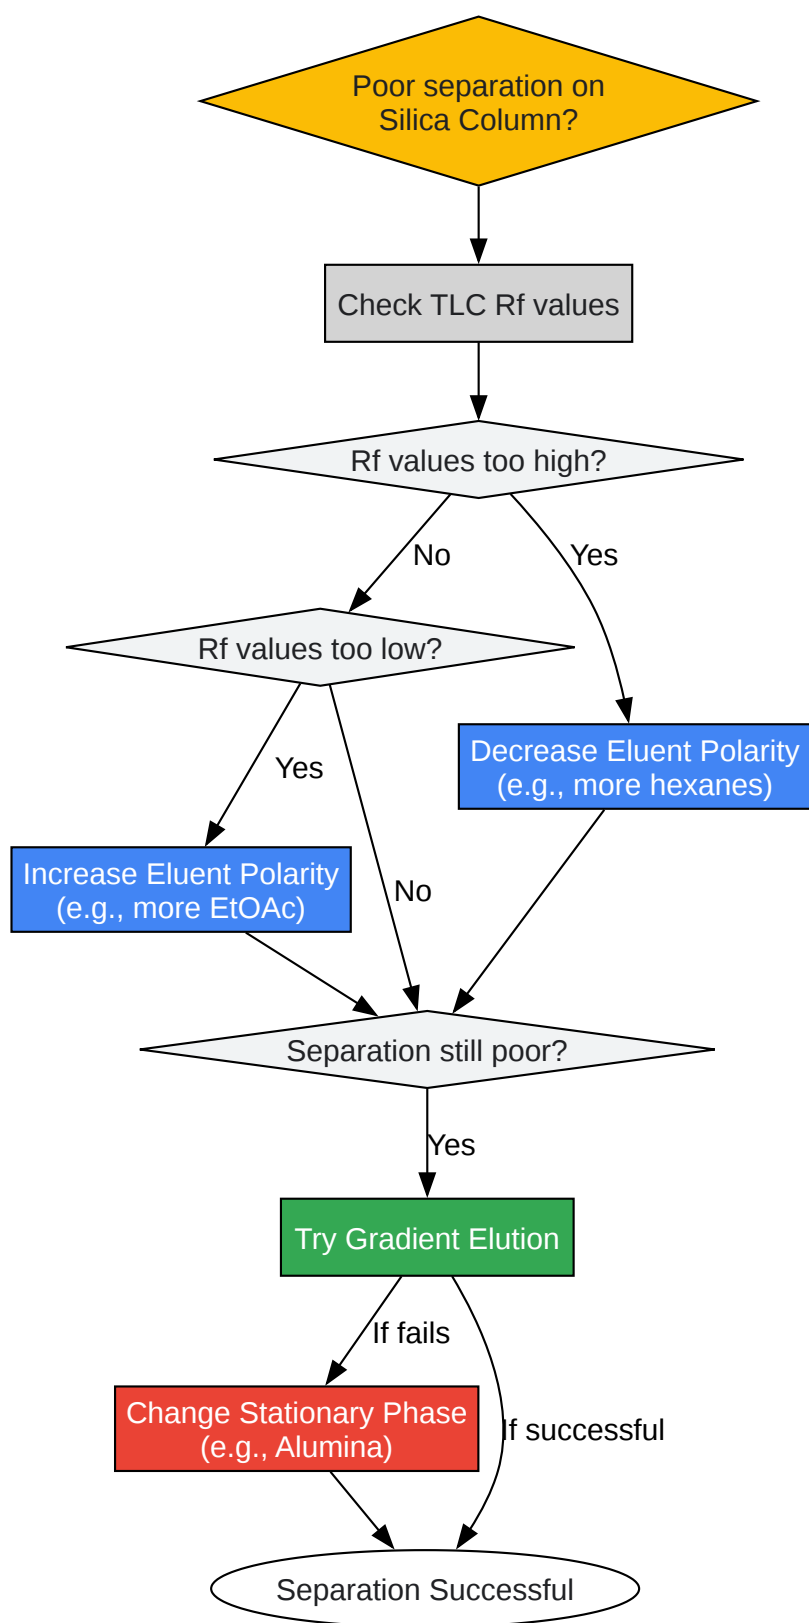 Poor separation on
Silica Column?
Check TLC Rf values
Rf values too high?
No
Yes
Rf values too low?
Decrease Eluent Polarity
(e.g., more hexanes)
Yes
Increase Eluent Polarity
(e.g., more EtOAc)
No
Separation still poor?
Yes
Try Gradient Elution
If fails
Change Stationary Phase
(e.g., Alumina)
If successful
Separation Successful